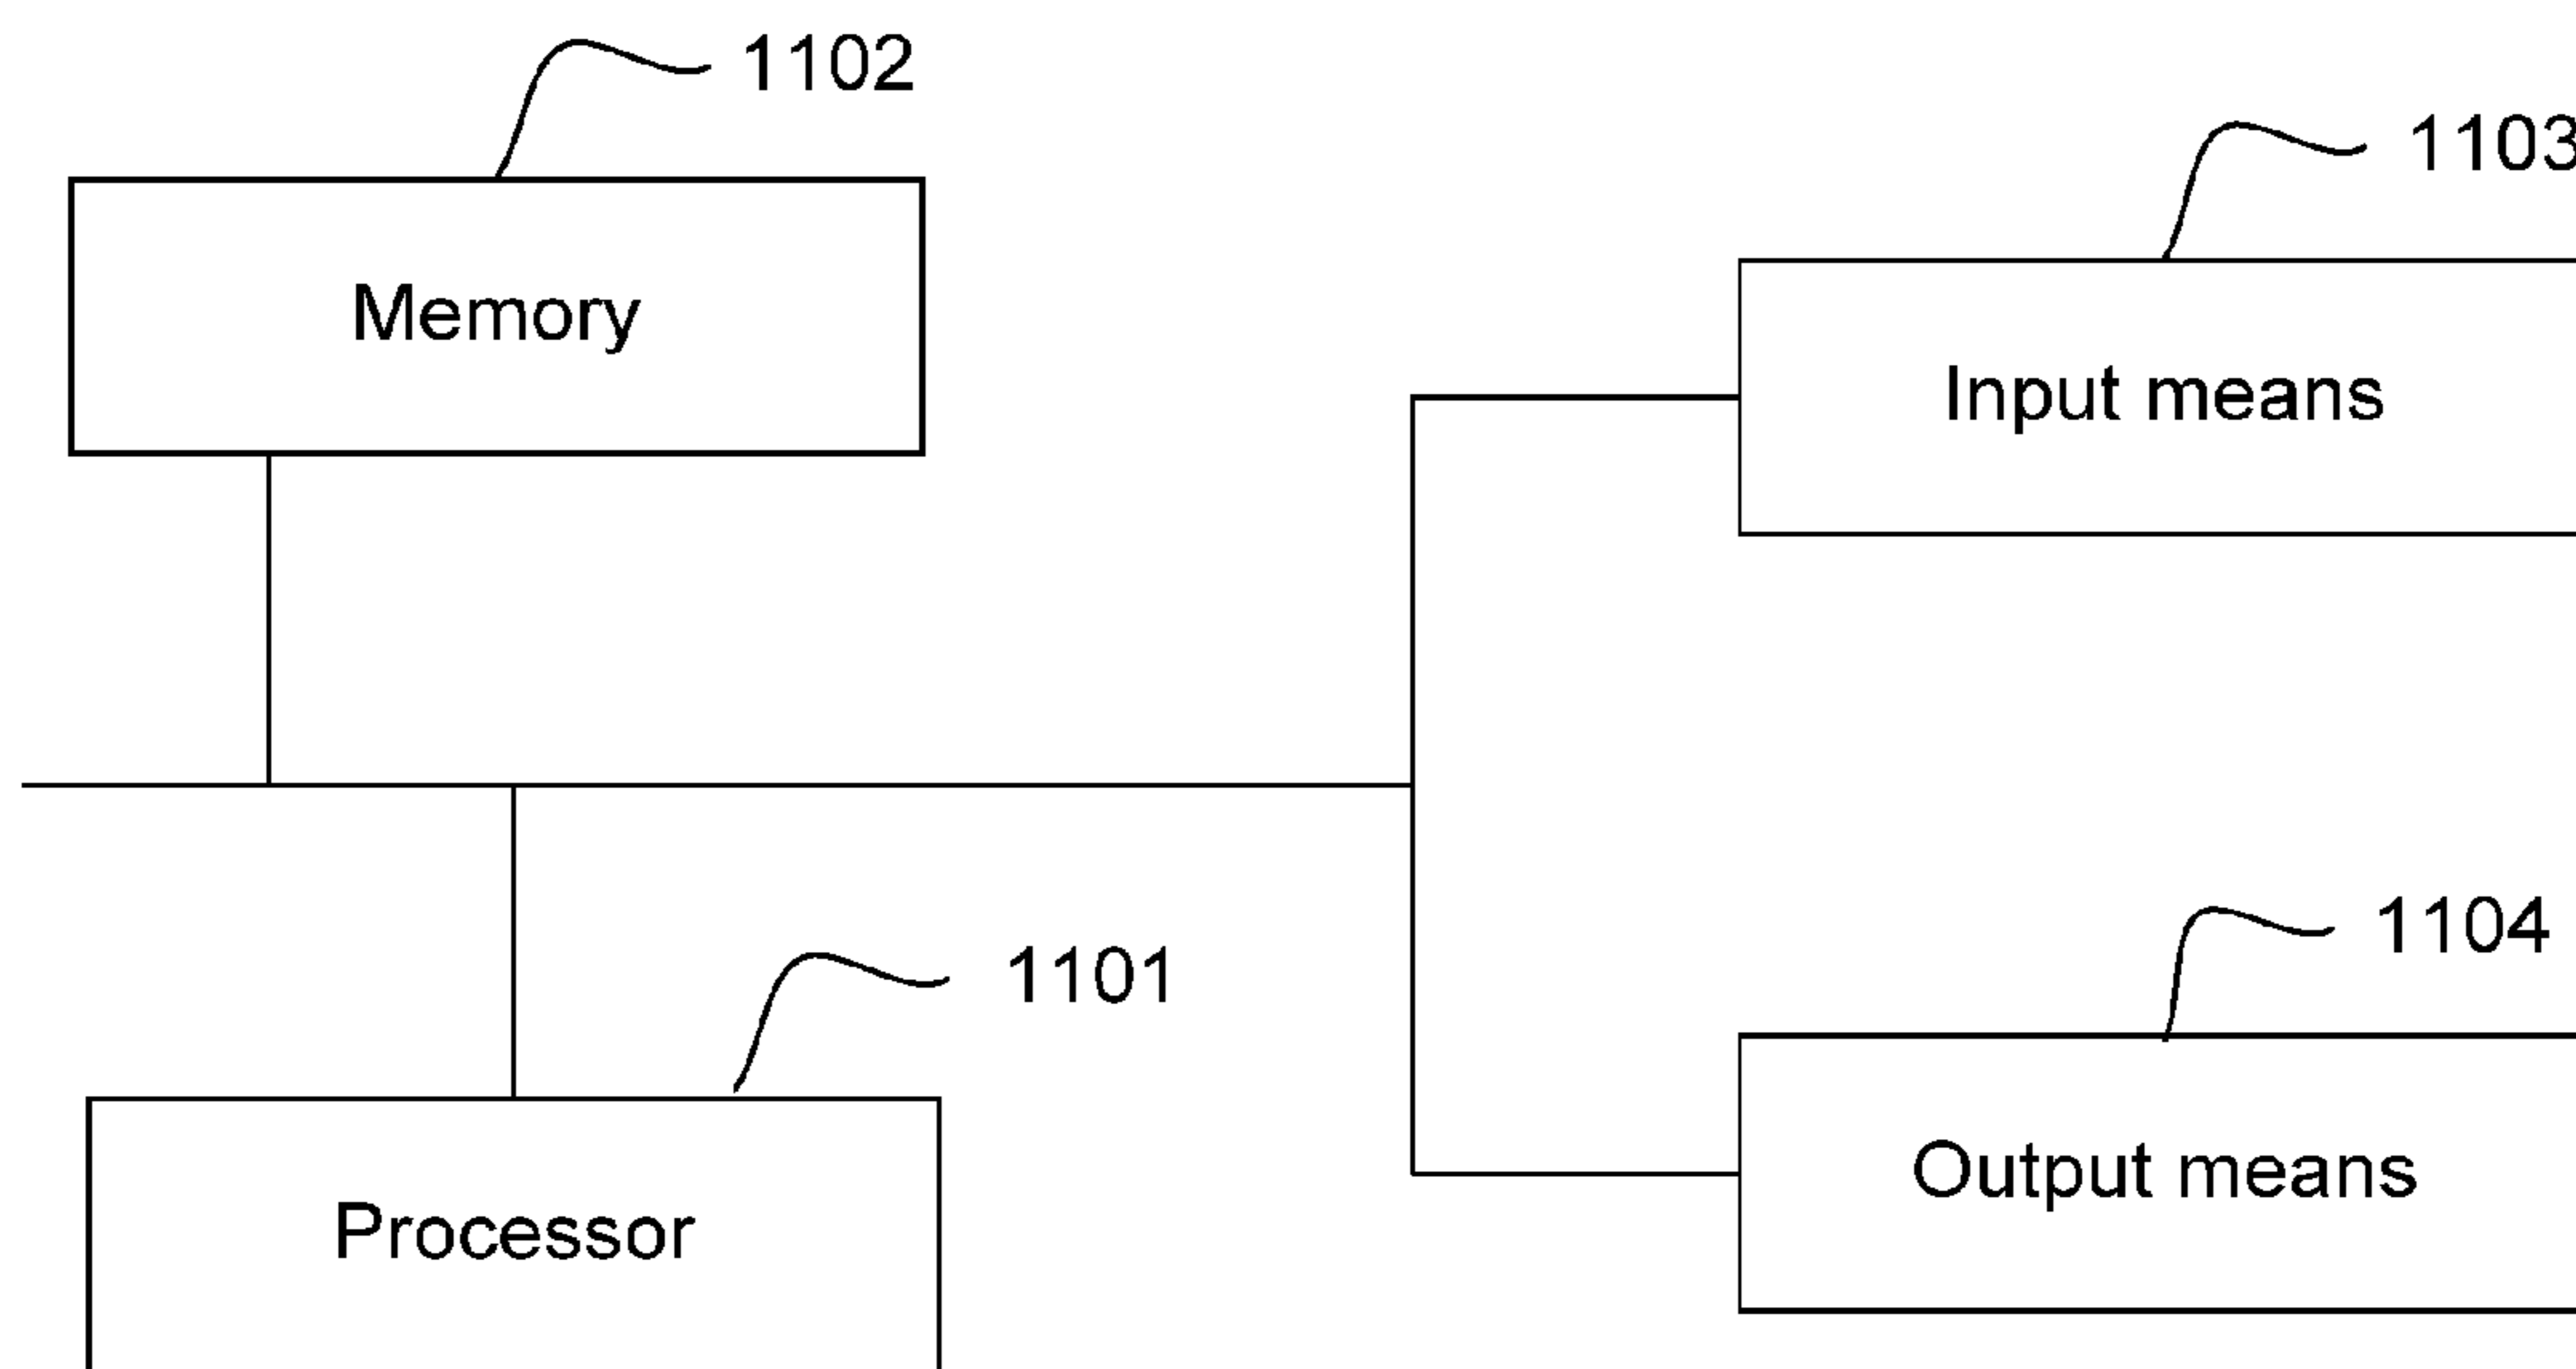 1102
1103
Memory
Input means
1104
1101
Output means
Processor